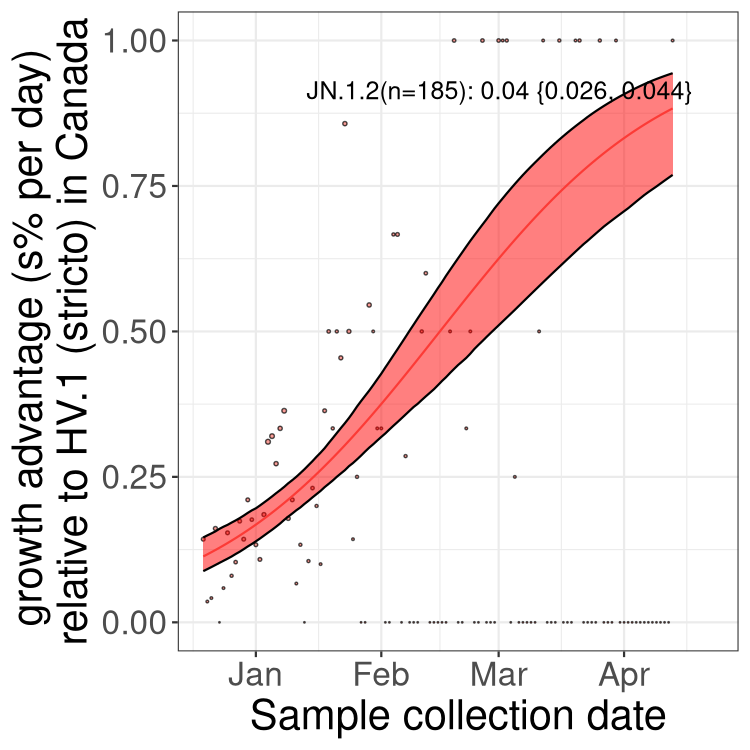 growth advantage (s% per day)
relative to HV.1 (stricto) in Canada
1.00
0.75
0.50
0.25
0.00
JN.1.2(n=185): 0.04 {0.026, 0.044}
Jan Feb Mar Apr
Sample collection date